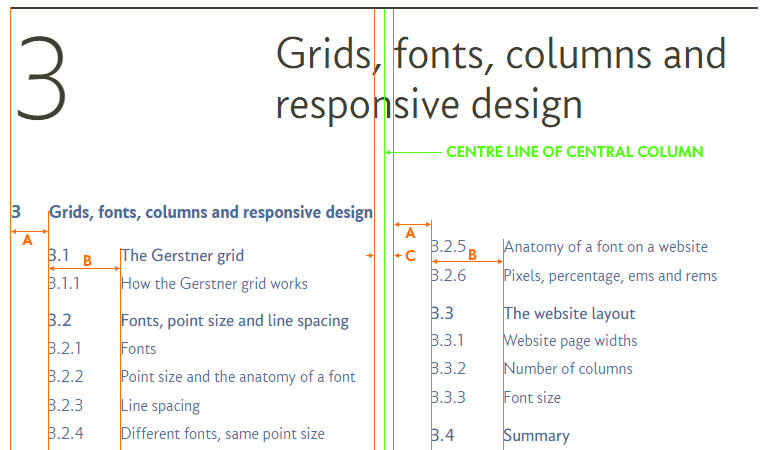 3
Grids, fonts, columns and
responsive design
CENTRE LINE OF CENTRAL COLUMN
3 Grids, fonts, columns and responsive design
A
3.1 B The Gerstner grid
3.1.1 How the Gerstner grid works
3.2 Fonts, point size and line spacing
3.2.1 Fonts
3.2.2 Point size and the anatomy of a font
3.2.3 Line spacing
3.2.4 Different fonts, same point size
A
C
3.2.5 B Anatomy of a font on a website
3.2.6 Pixels, percentage, ems and rems
3.3 The website layout
3.3.1 Website page widths
3.3.2 Number of columns
3.3.3 Font size
3.4 Summary